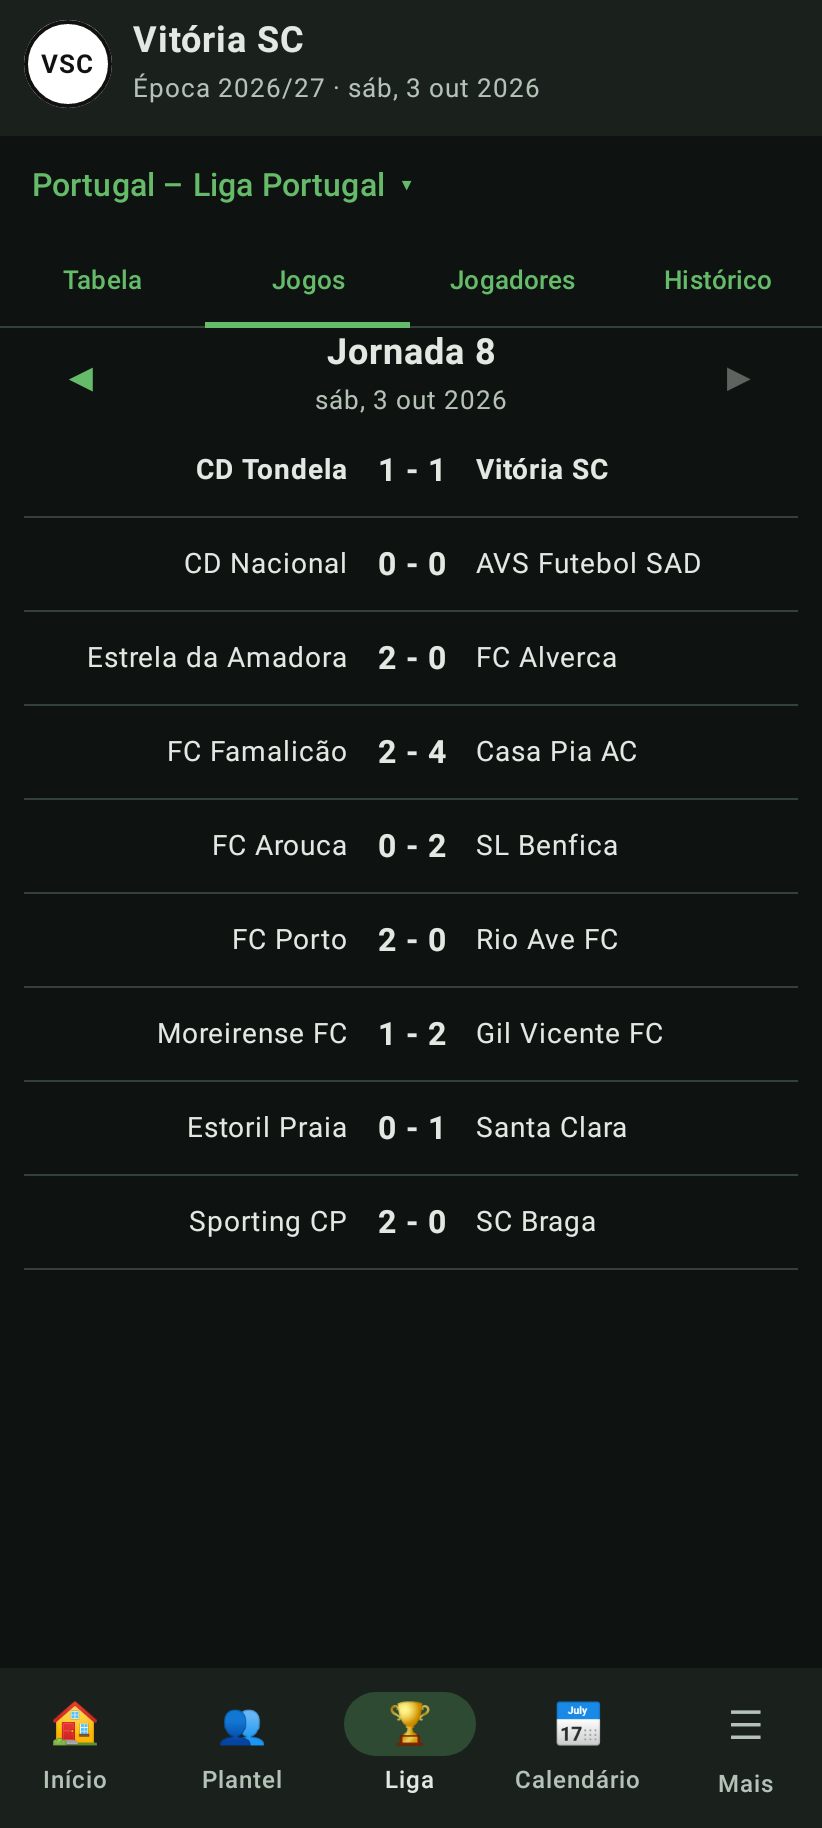 VSC
Vitória SC
Época 2026/27 · sáb, 3 out 2026
Portugal – Liga Portugal ▼
Tabela Jogos Jogadores Histórico
◀ Jornada 8 ▶
sáb, 3 out 2026
CD Tondela 1 - 1 Vitória SC
CD Nacional 0 - 0 AVS Futebol SAD
Estrela da Amadora 2 - 0 FC Alverca
FC Famalicão 2 - 4 Casa Pia AC
FC Arouca 0 - 2 SL Benfica
FC Porto 2 - 0 Rio Ave FC
Moreirense FC 1 - 2 Gil Vicente FC
Estoril Praia 0 - 1 Santa Clara
Sporting CP 2 - 0 SC Braga
July
17
Início Plantel Liga Calendário Mais